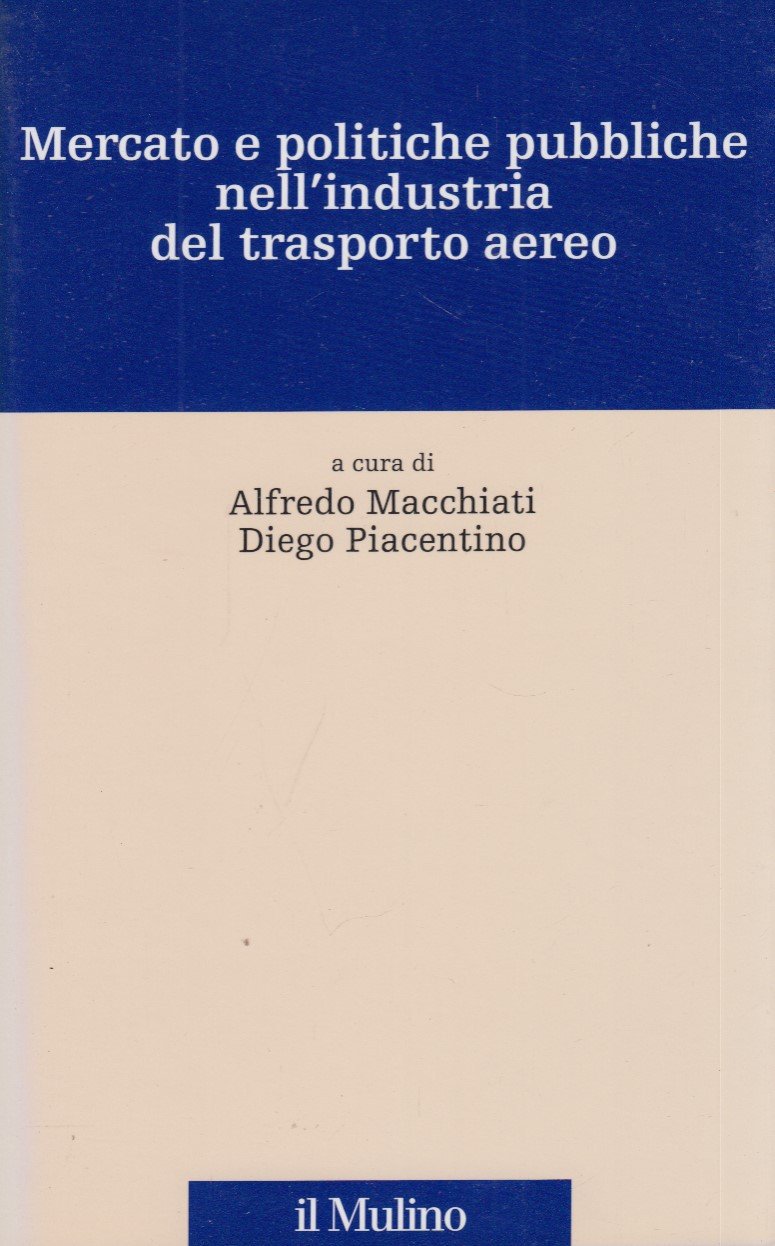 Mercato e politiche pubbliche
nell'industria
del trasporto aereo
a cura di
Alfredo Macchiati
Diego Piacentino
il Mulino